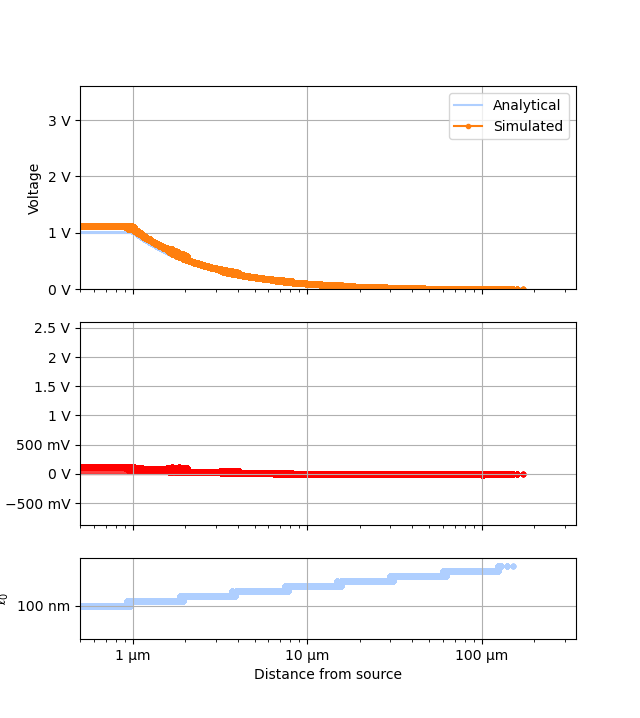 Analytical
Simulated
3 V
2 V
1 V
0 V
Voltage
2.5 V
2 V
1.5 V
1 V
500 mV
0 V
−500 mV
100 nm
1 µm
10 µm
100 µm
Distance from source